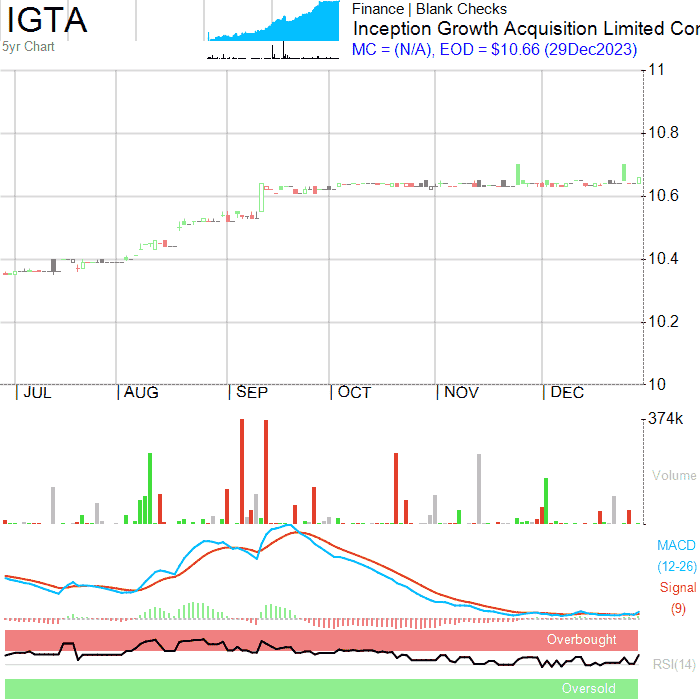 IGTA
5yr Chart
Finance | Blank Checks
Inception Growth Acquisition Limited Cor
MC = (N/A), EOD = $10.66 (29Dec2023)
11
10.8
10.6
10.4
10.2
10
| JUL | AUG | SEP | OCT | NOV | DEC
374k
Volume
MACD
(12-26)
Signal
(9)
Overbought
RSI(14)
Oversold